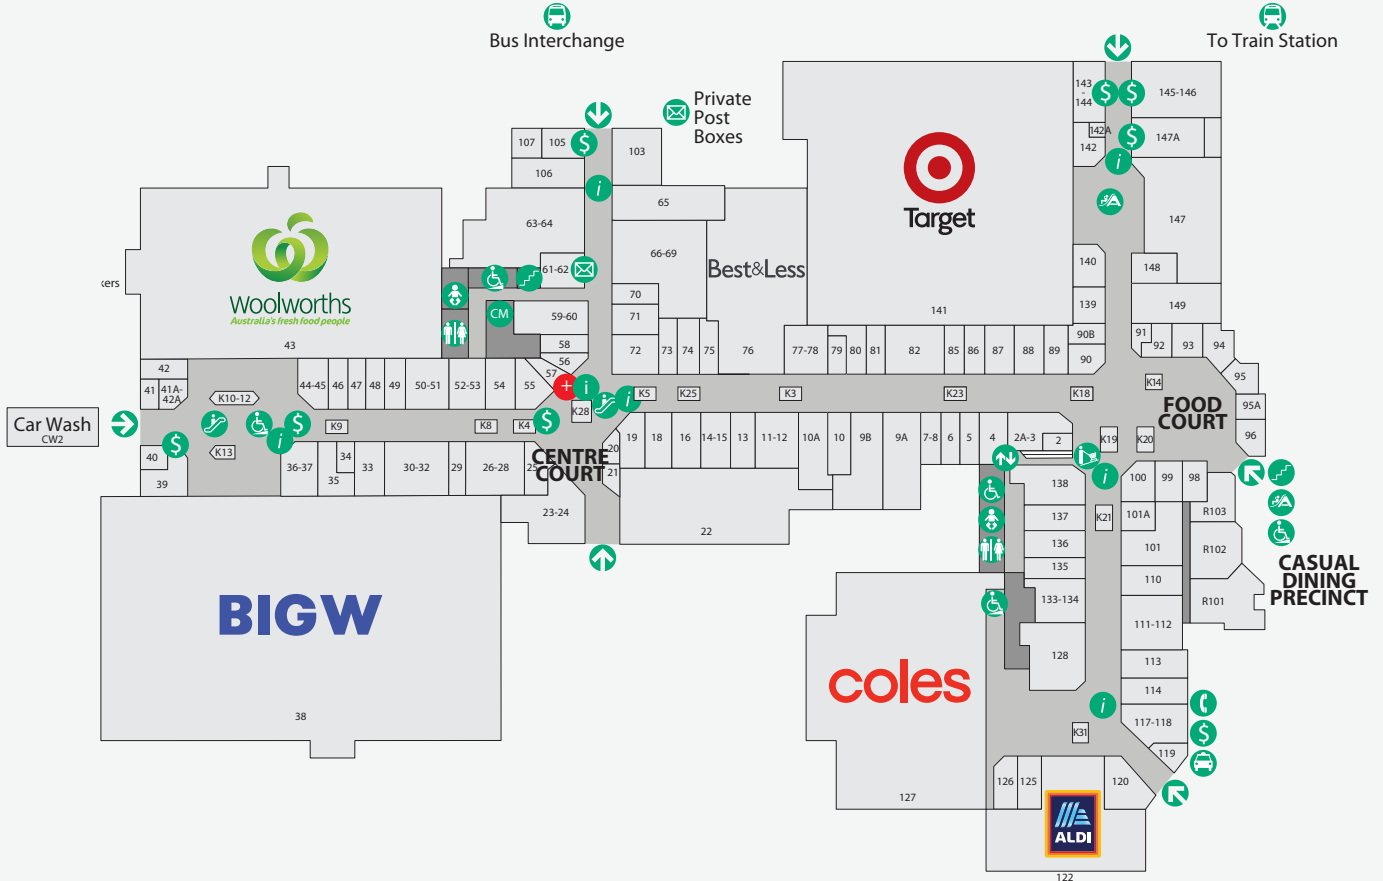 Bus Interchange
To Train Station
Private
Post
Boxes
143
-
144
$
$
145-146
107
105
$
103
142A
142
$
147A
i
106
i
65
63-64
147
66-69
Target
Best&Less
140
148
61-62
kers
Woolworths
Australia's fresh food people
43
CM
59-60
70
71
141
139
149
58
56
57
72
73
74
75
76
77-78
79
80
81
82
85
86
87
88
89
90B
90
91
92
93
94
95
42
41
41A-
42A
44-45
46
47
48
49
50-51
52-53
54
55
+
i
i
K5
K25
K3
K23
K18
K14
K10-12
K28
FOOD
COURT
95A
96
Car Wash
CW2
$
i
K9
K8
K4
$
K19
K20
$
K13
40
39
36-37
34
35
33
30-32
29
26-28
25
CENTRE
COURT
20
21
19
18
16
14-15
13
11-12
10A
10
9B
9A
7-8
6
5
4
2A-3
2
i
138
100
99
98
23-24
22
137
K21
101A
R103
136
101
R102
135
110
CASUAL
DINING
PRECINCT
133-134
R101
111-112
BIGW
38
128
113
coles
114
i
117-118
$
K31
119
126
125
120
127
ALDI
122